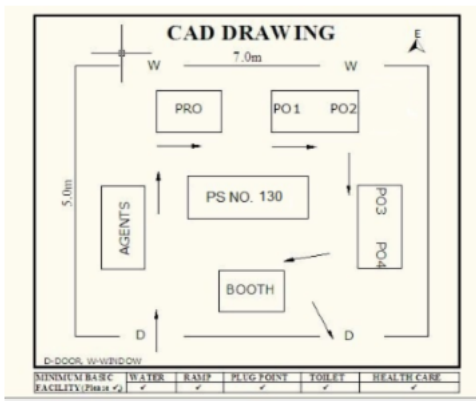 CAD DRAWING
E
7.0m
W W
PRO
PO1 PO2
5.0m
PS NO. 130
AGENTS
PO3
PO4
BOOTH
D D
D-DOOR, W-WINDOW
MINIMUM BASIC WATER RAMP PLUG POINT TOILET HEALTH CARE
FACILITY(Please ✓) ✓ ✓ ✓ ✓ ✓